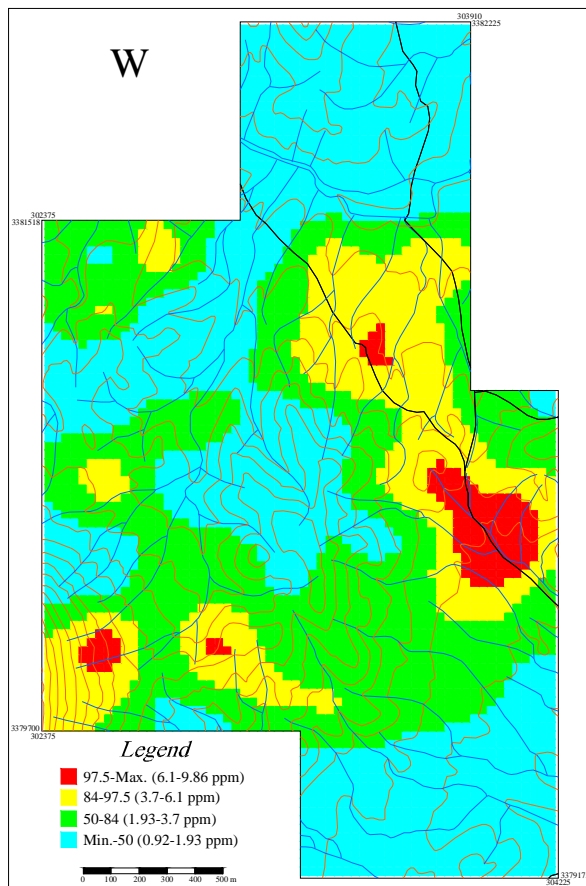 303910
3382225
W
302375
3381518
3379700
302375
Legend
97.5-Max. (6.1-9.86 ppm)
84-97.5 (3.7-6.1 ppm)
50-84 (1.93-3.7 ppm)
Min.-50 (0.92-1.93 ppm)
0 100 200 300 400 500 m
337917
304225